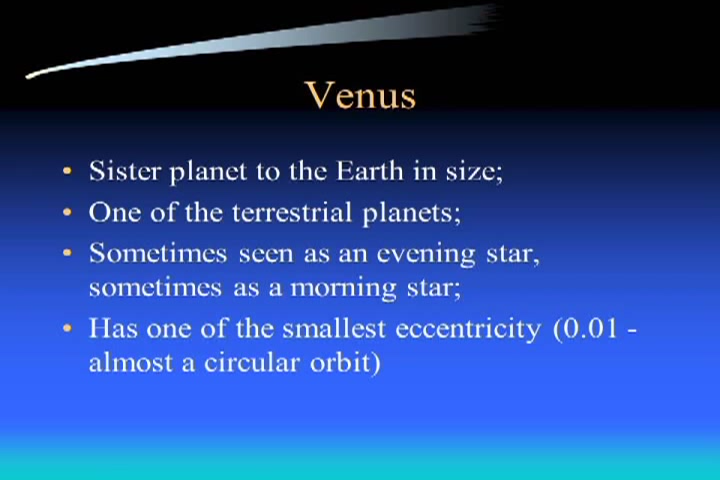 Venus
• Sister planet to the Earth in size;
• One of the terrestrial planets;
• Sometimes seen as an evening star,
sometimes as a morning star;
• Has one of the smallest eccentricity (0.01 -
almost a circular orbit)